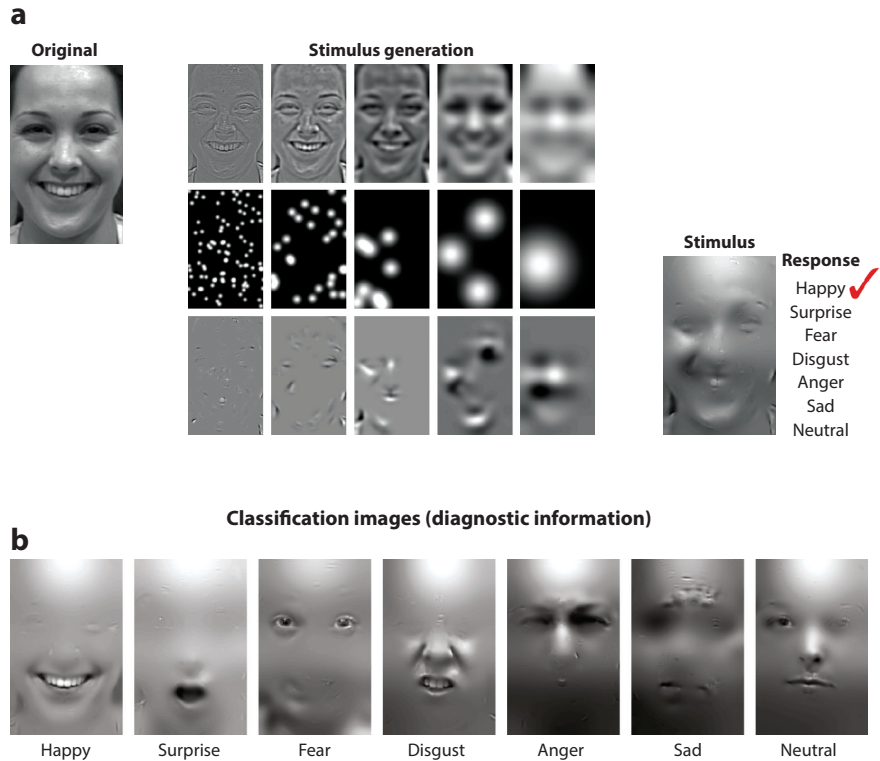 a
Original
Stimulus generation
Stimulus
Response
Happy
Surprise
Fear
Disgust
Anger
Sad
Neutral
Classification images (diagnostic information)
b
Happy Surprise Fear Disgust Anger Sad Neutral